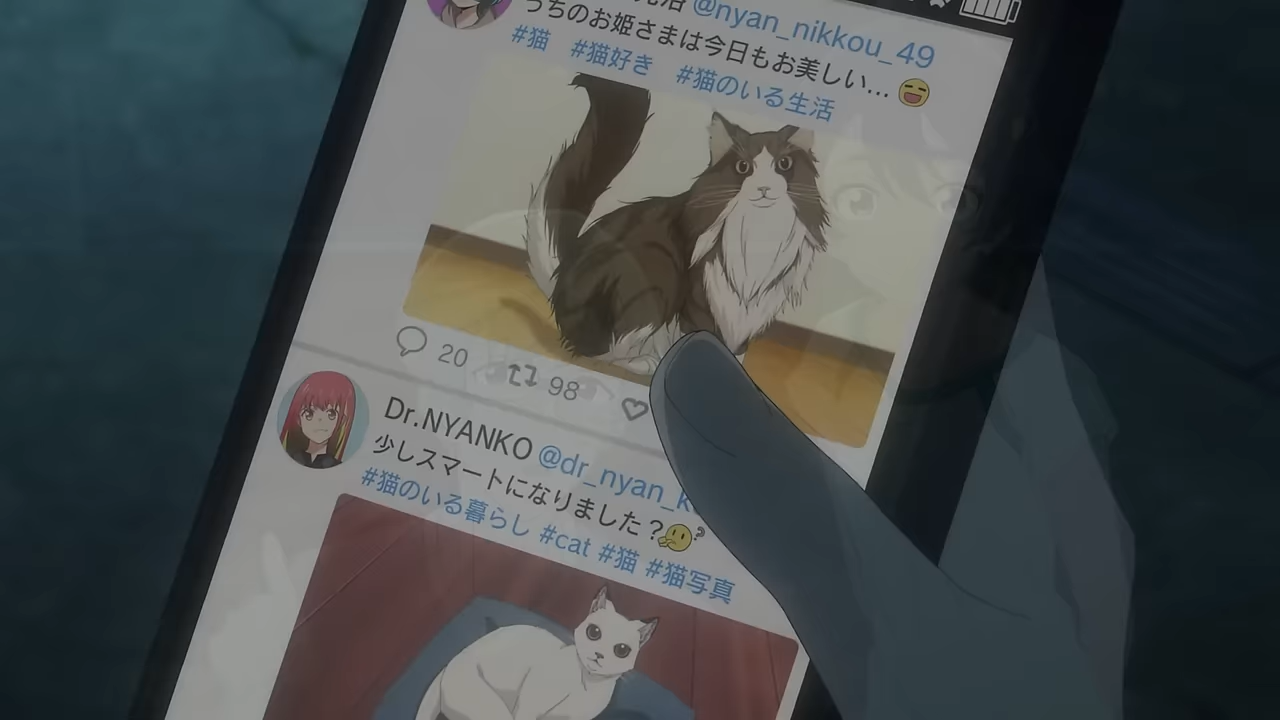 @nyan_nikkou_49
うちのお姫さまは今日もお美しい…
#猫 #猫好き #猫のいる生活
20 98
Dr.NYANKO @dr_nyan_k
少しスマートになりました？
#猫のいる暮らし #cat #猫 #猫写真